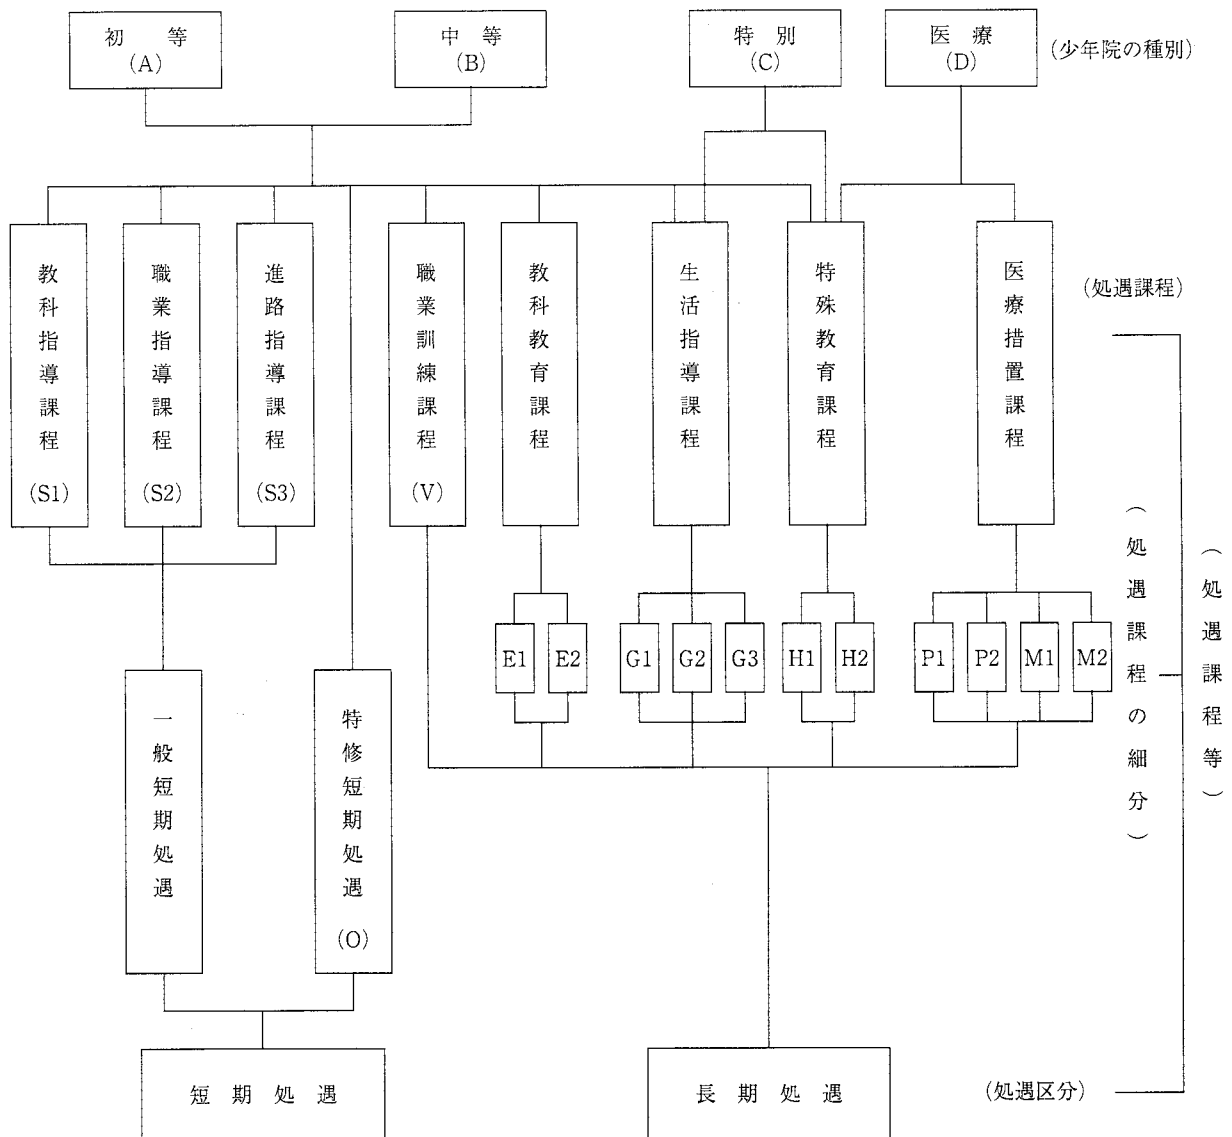 初等
(A)
中等
(B)
特別
(C)
医療
(D)
(少年院の種別)
教科指導課程
(S1)
職業指導課程
(S2)
進路指導課程
(S3)
職業訓練課程
(V)
教科教育課程
生活指導課程
特殊教育課程
医療措置課程
(処遇課程)
E1
E2
G1
G2
G3
H1
H2
P1
P2
M1
M2
(処遇課程の細分)
(処遇課程等)
一般短期処遇
特修短期処遇
(O)
短期処遇
長期処遇
(処遇区分)